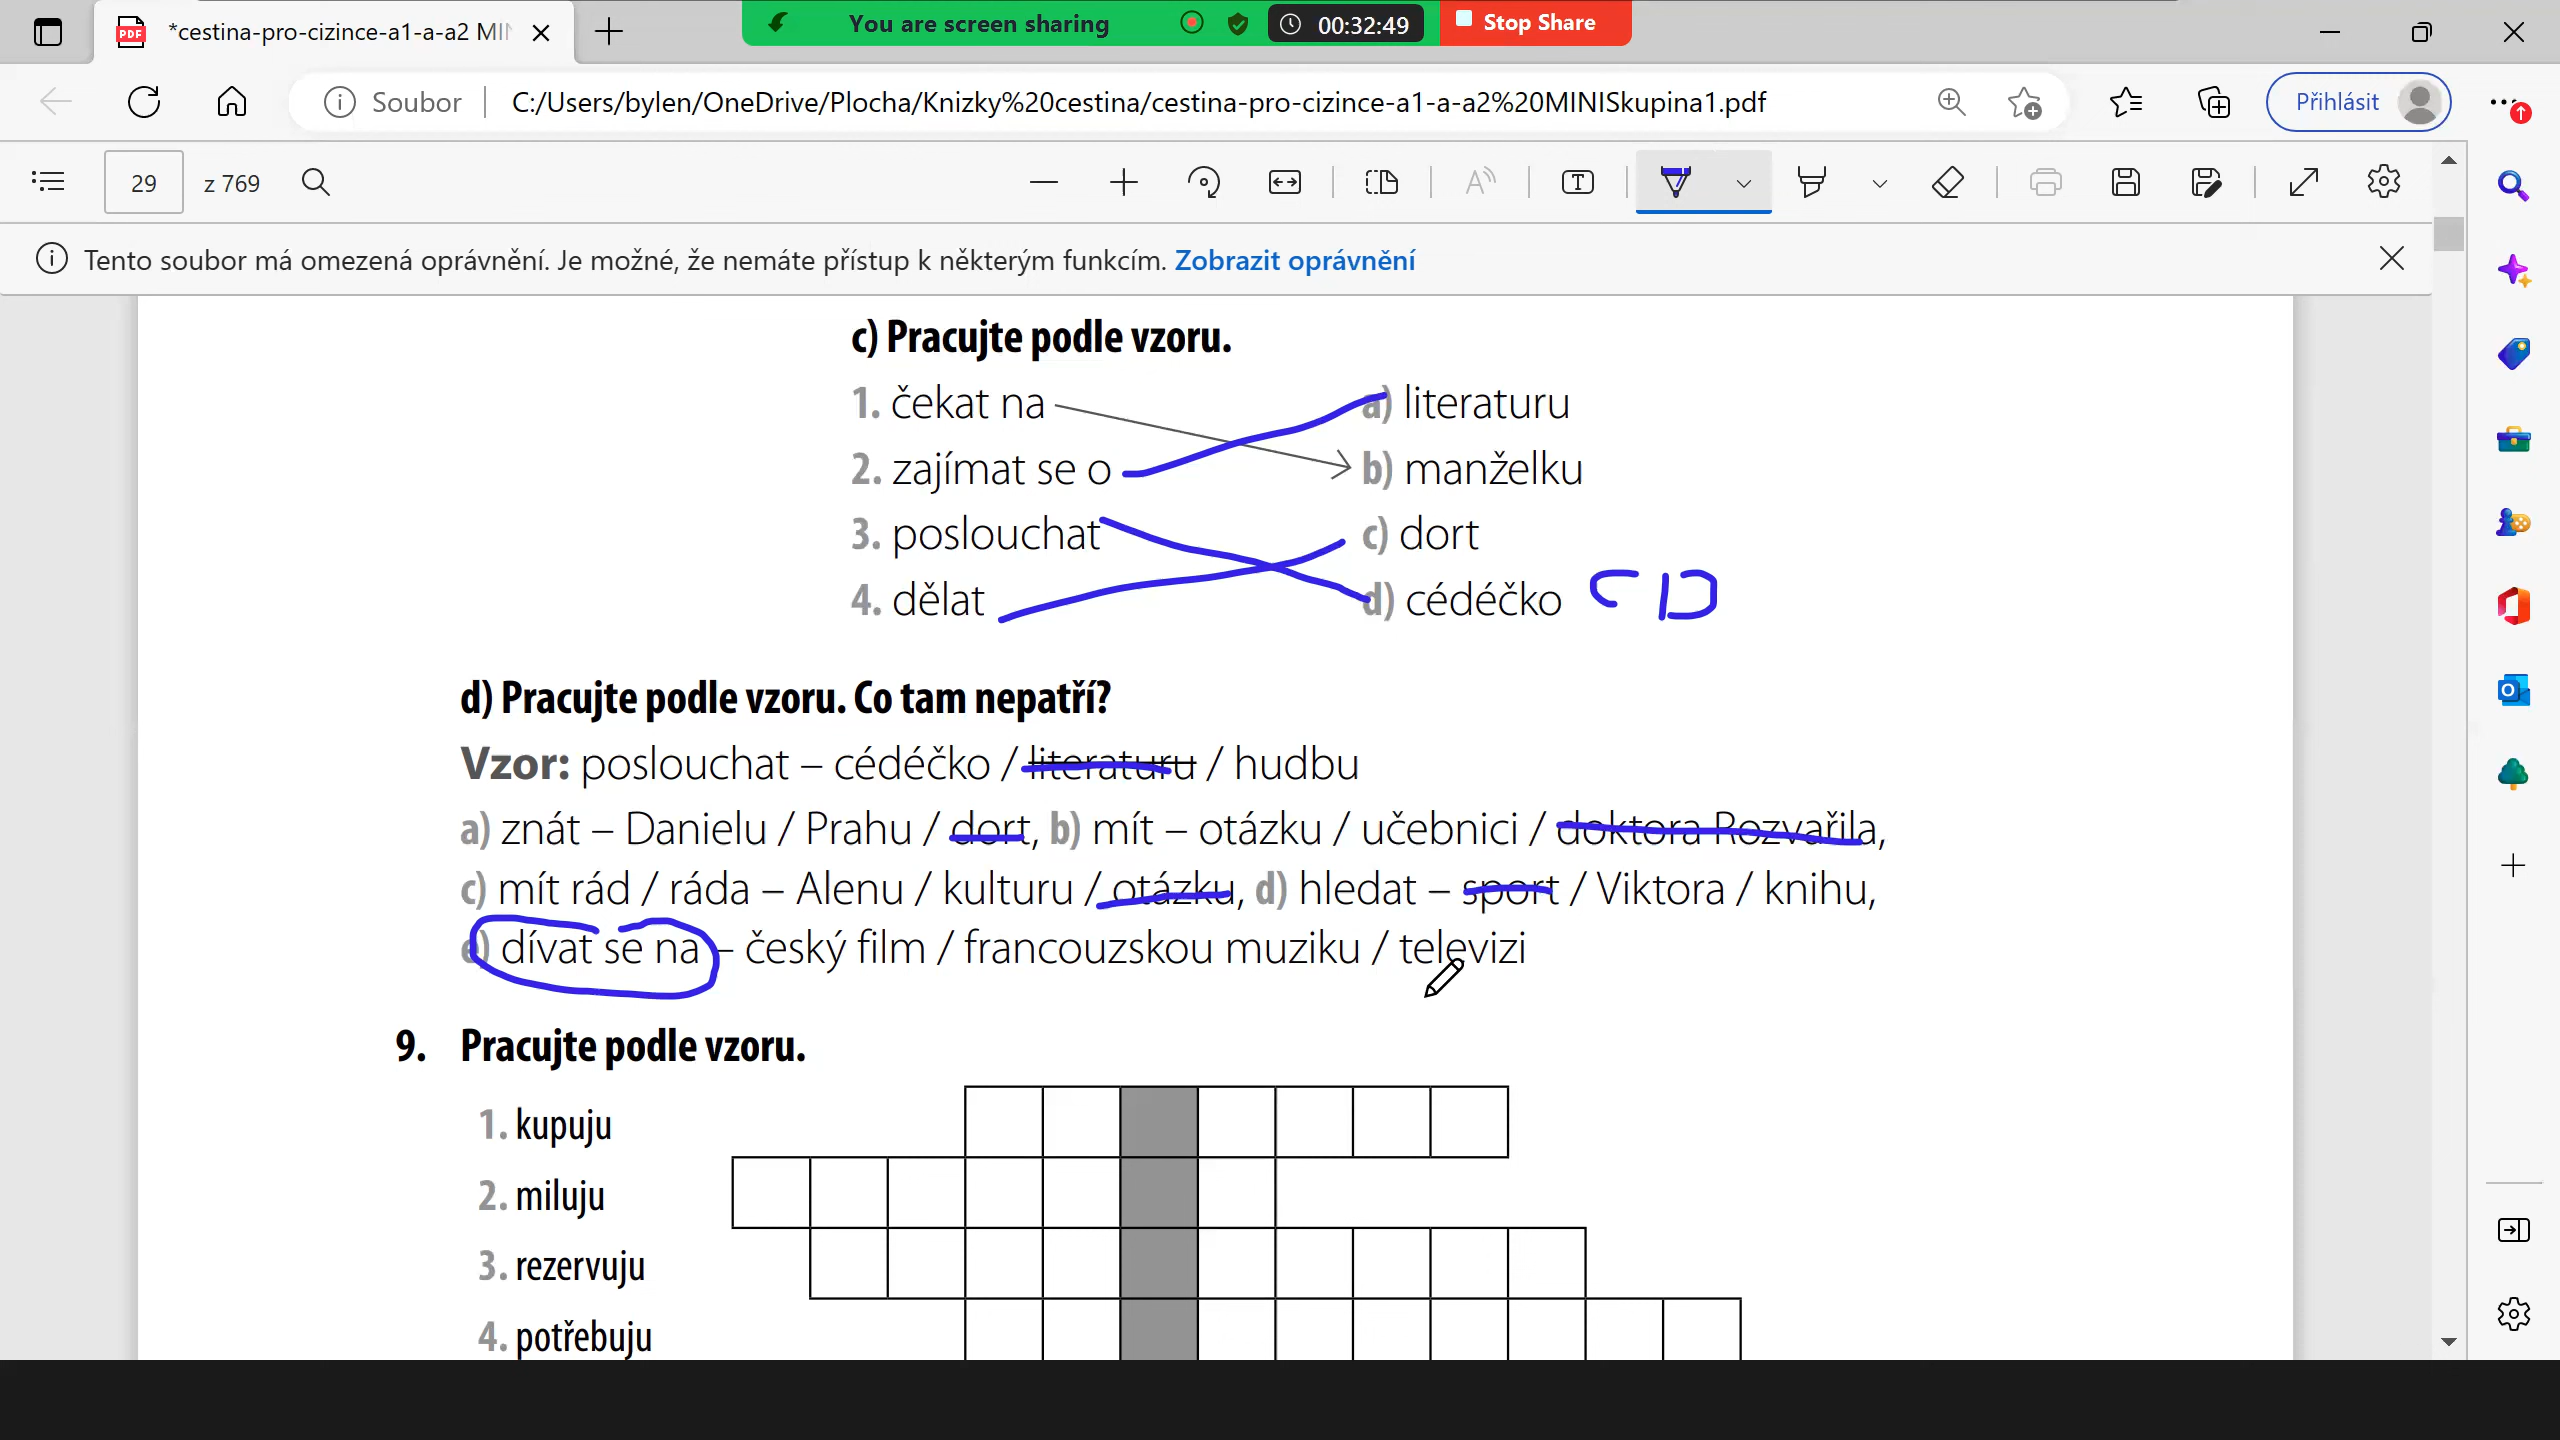 *cestina-pro-cizince-a1-a-a2 MIN
You are screen sharing
00:32:49
Stop Share
Soubor
C:/Users/bylen/OneDrive/Plocha/Knizky%20cestina/cestina-pro-cizince-a1-a-a2%20MINISkupina1.pdf
Přihlásit
29 z 769
Tento soubor má omezená oprávnění. Je možné, že nemáte přístup k některým funkcím. Zobrazit oprávnění
c) Pracujte podle vzoru.
1. čekat na a) literaturu
2. zajímat se o b) manželku
3. poslouchat c) dort
4. dělat d) cédéčko CD
d) Pracujte podle vzoru. Co tam nepatří?
Vzor: poslouchat – cédéčko / literaturu / hudbu
a) znát – Danielu / Prahu / dort, b) mít – otázku / učebnici / doktora Rozvařila,
c) mít rád / ráda – Alenu / kulturu / otázku, d) hledat – sport / Viktora / knihu,
e) dívat se na – český film / francouzskou muziku / televizi
9. Pracujte podle vzoru.
1. kupuju
2. miluju
3. rezervuju
4. potřebuju